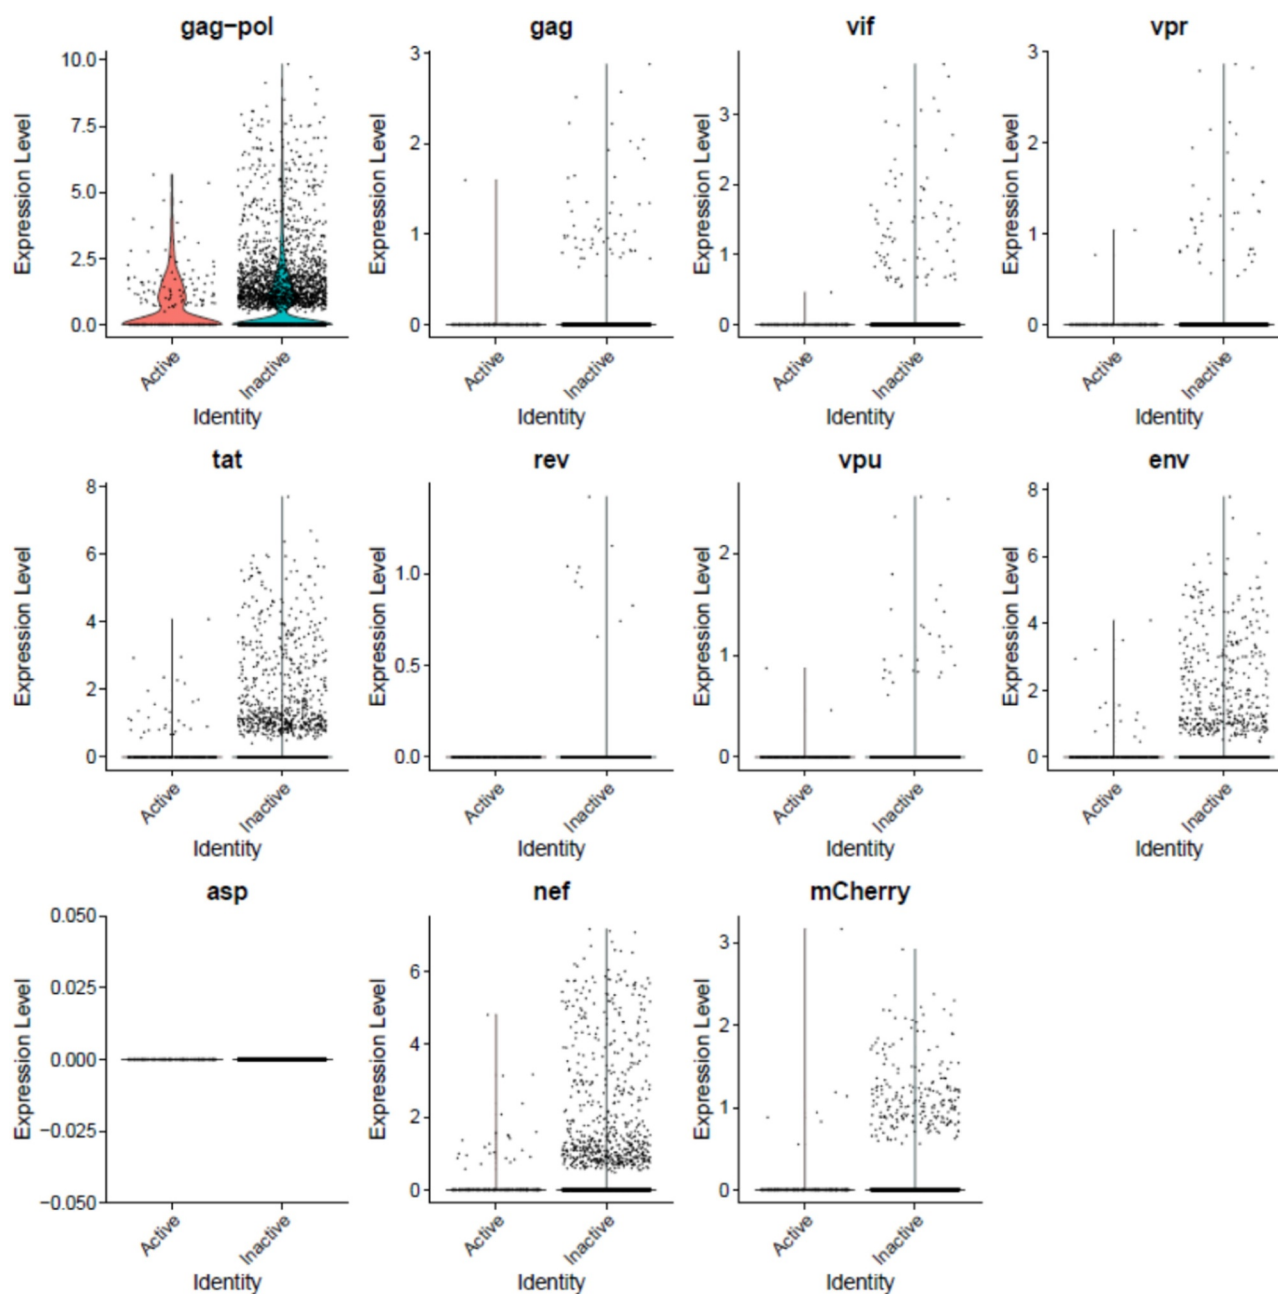 gag−pol
gag
vif
vpr
Expression Level
10.0
7.5
5.0
2.5
0.0
Active
Inactive
Identity
Expression Level
3
2
1
0
Active
Inactive
Identity
Expression Level
3
2
1
0
Active
Inactive
Identity
Expression Level
3
2
1
0
Active
Inactive
Identity
tat
rev
vpu
env
Expression Level
8
6
4
2
0
Active
Inactive
Identity
Expression Level
1.0
0.5
0.0
Active
Inactive
Identity
Expression Level
2
1
0
Active
Inactive
Identity
Expression Level
8
6
4
2
0
Active
Inactive
Identity
asp
nef
mCherry
Expression Level
0.050
0.025
0.000
−0.025
−0.050
Active
Inactive
Identity
Expression Level
6
4
2
0
Active
Inactive
Identity
Expression Level
3
2
1
0
Active
Inactive
Identity